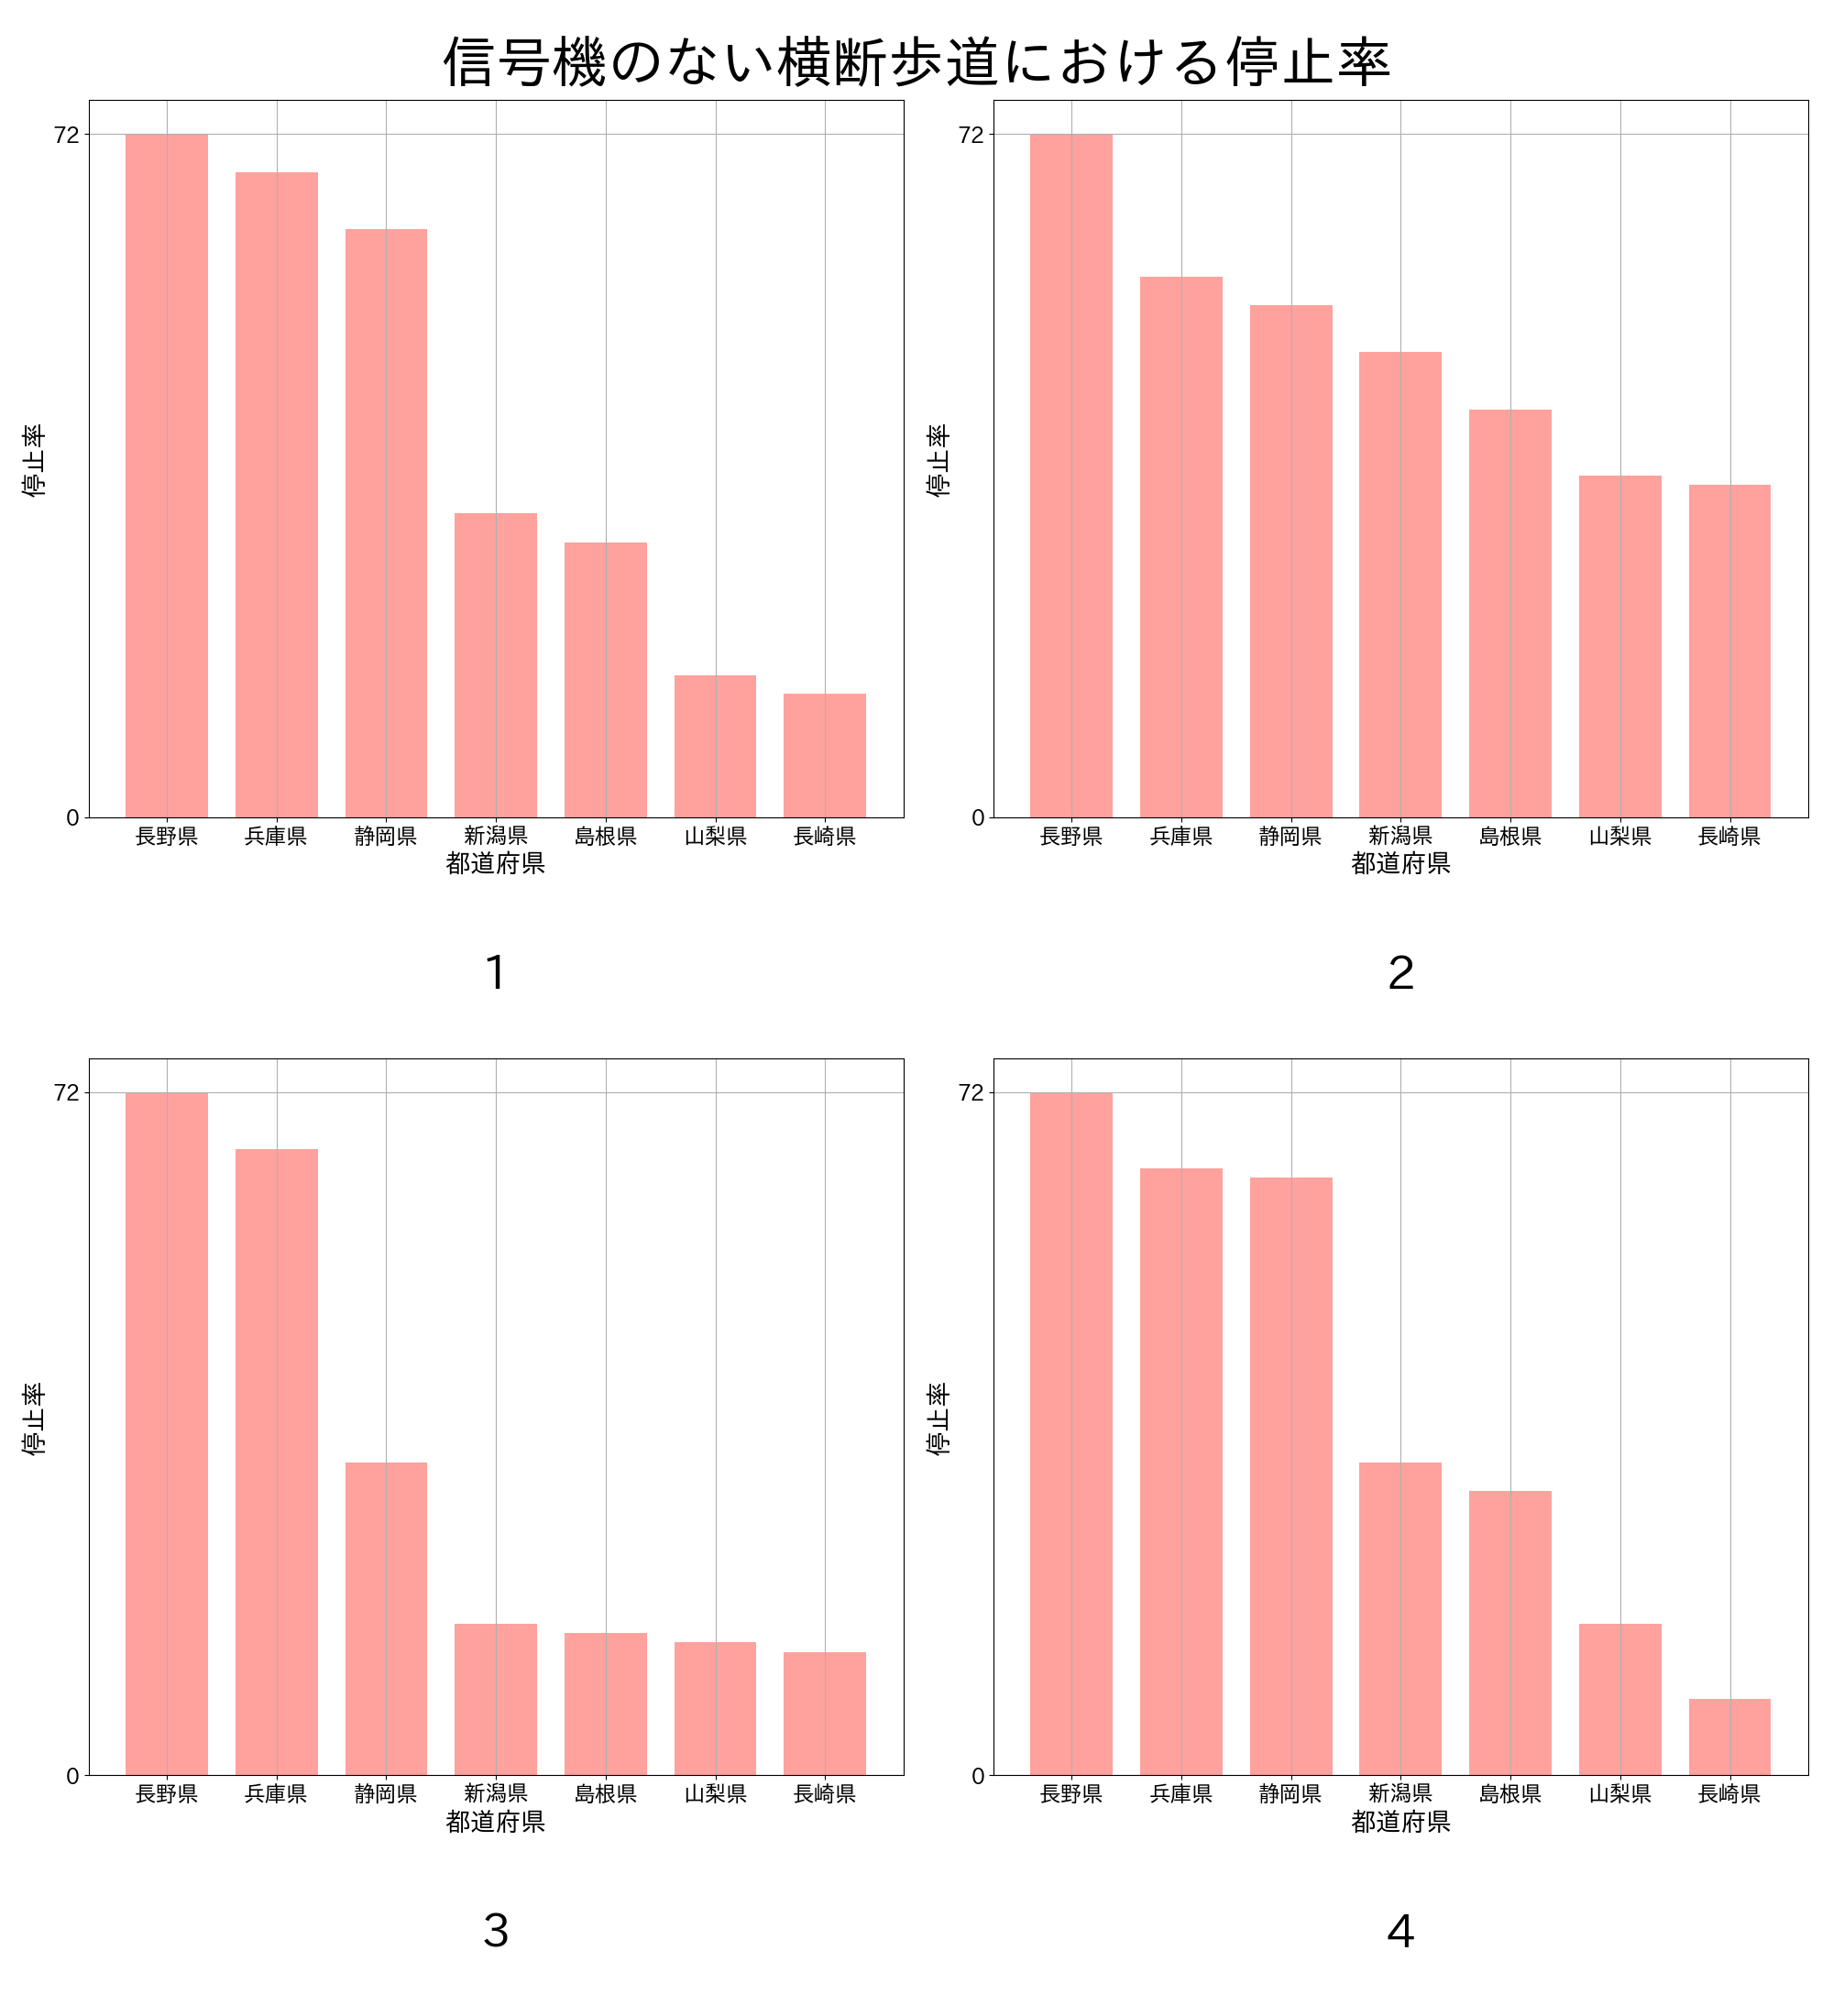 信号機のない横断歩道における停止率
72
0
停止率
長野県 兵庫県 静岡県 新潟県 島根県 山梨県 長崎県
都道府県
1
72
0
停止率
長野県 兵庫県 静岡県 新潟県 島根県 山梨県 長崎県
都道府県
2
72
0
停止率
長野県 兵庫県 静岡県 新潟県 島根県 山梨県 長崎県
都道府県
3
72
0
停止率
長野県 兵庫県 静岡県 新潟県 島根県 山梨県 長崎県
都道府県
4